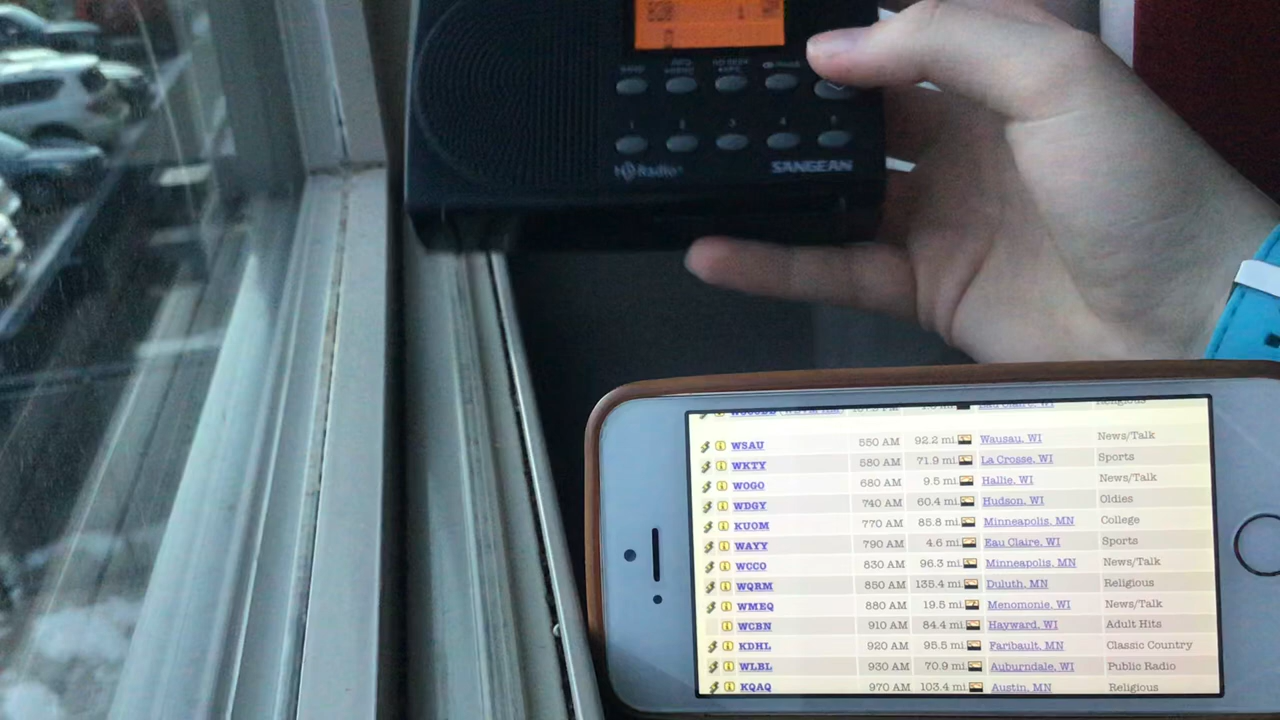 1 2 3 4 5
HD Radio SANGEAN
Religious
WSAU 550 AM 92.2 mi Wausau, WI News/Talk
WKTY 580 AM 71.9 mi La Crosse, WI Sports
WOGO 680 AM 9.5 mi Hallie, WI News/Talk
WDGY 740 AM 60.4 mi Hudson, WI Oldies
KUOM 770 AM 85.8 mi Minneapolis, MN College
WAYY 790 AM 4.6 mi Eau Claire, WI Sports
WCCO 830 AM 96.3 mi Minneapolis, MN News/Talk
WQRM 850 AM 135.4 mi Duluth, MN Religious
WMEQ 880 AM 19.5 mi Menomonie, WI News/Talk
WCBN 910 AM 84.4 mi Hayward, WI Adult Hits
KDHL 920 AM 95.5 mi Faribault, MN Classic Country
WLBL 930 AM 70.9 mi Auburndale, WI Public Radio
KQAQ 970 AM 103.4 mi Austin, MN Religious